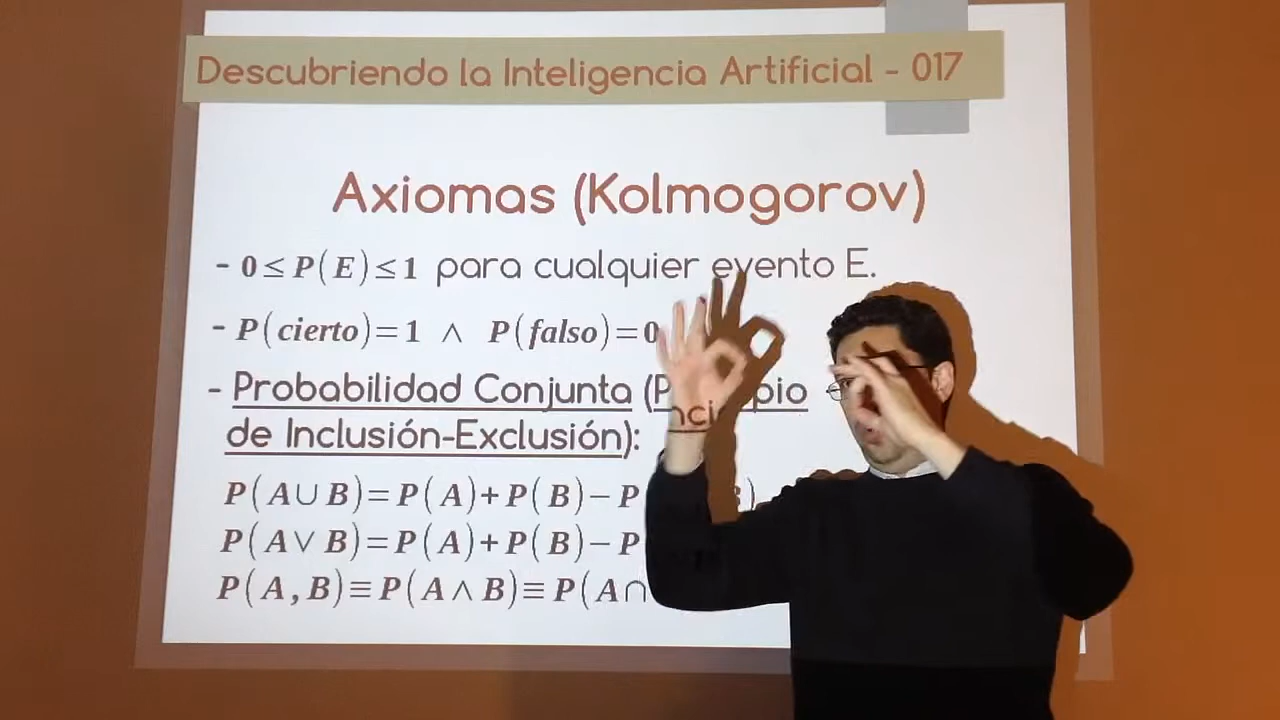 Descubriendo la Inteligencia Artificial - 017
Axiomas (Kolmogorov)
- 0 ≤ P(E) ≤ 1 para cualquier evento E.
- P(cierto)=1 ∧ P(falso)=0
- Probabilidad Conjunta (Principio
de Inclusión-Exclusión):
P(A∪B)=P(A)+P(B)−P
P(A∨B)=P(A)+P(B)−P
P(A,B)≡P(A∧B)≡P(A∩